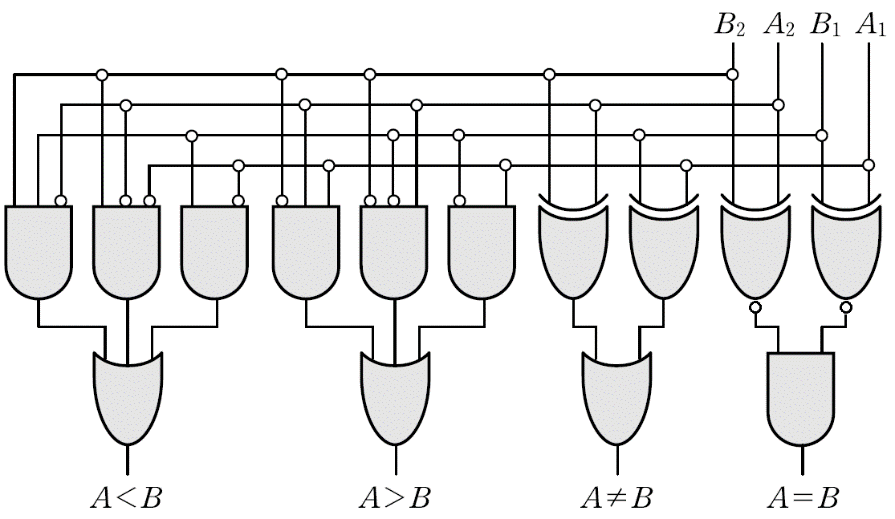 B₂ A₂ B₁ A₁
A<B A>B A≠B A=B